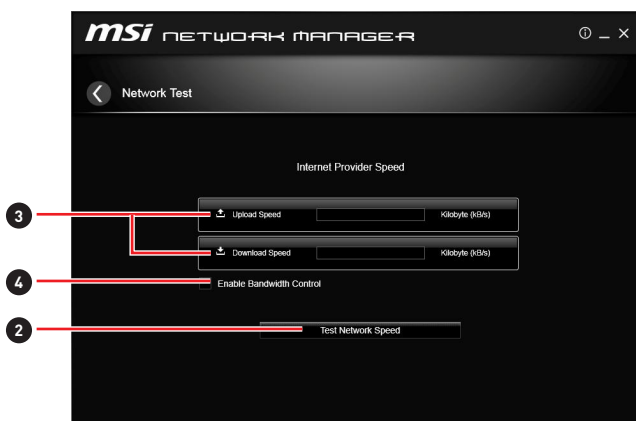 msi NETWORK MANAGER
Network Test
Internet Provider Speed
3
Upload Speed
Kilobyte (kB/s)
Download Speed
Kilobyte (kB/s)
4
Enable Bandwidth Control
2
Test Network Speed